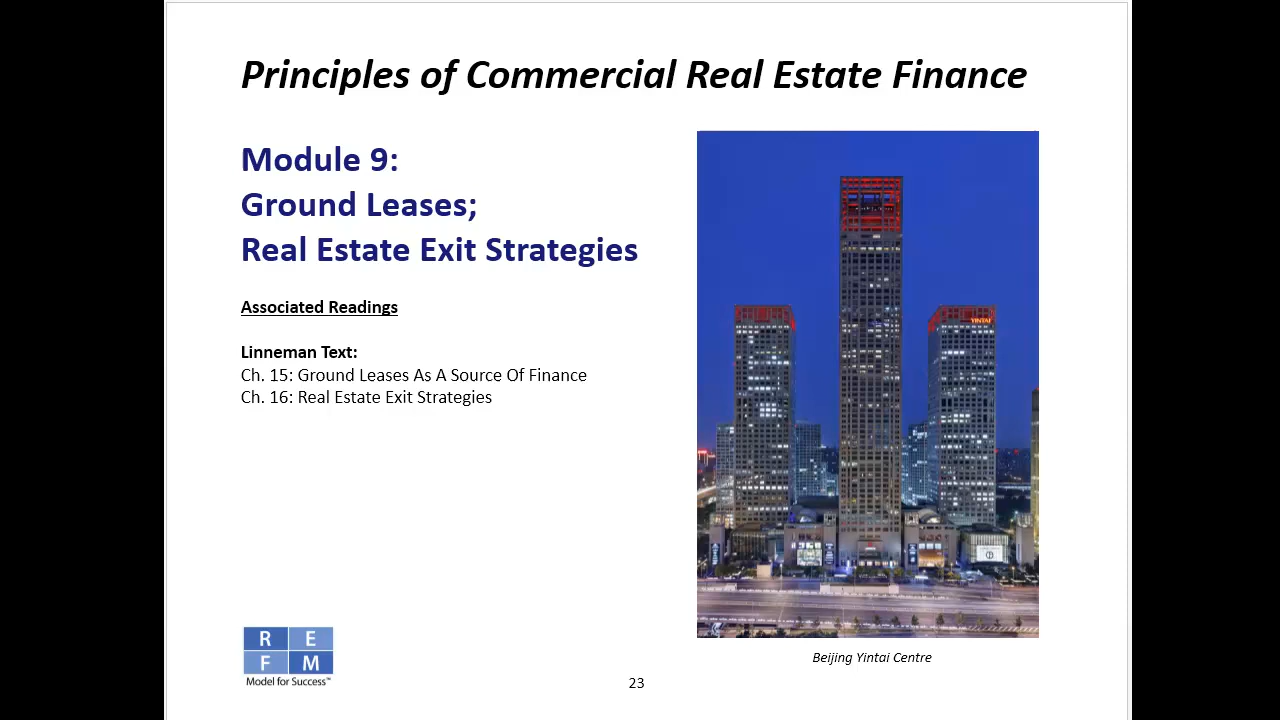 Principles of Commercial Real Estate Finance
Module 9:
Ground Leases;
Real Estate Exit Strategies
Associated Readings
Linneman Text:
Ch. 15: Ground Leases As A Source Of Finance
Ch. 16: Real Estate Exit Strategies
YINTAI
Beijing Yintai Centre
R E
F M
Model for Success™
23